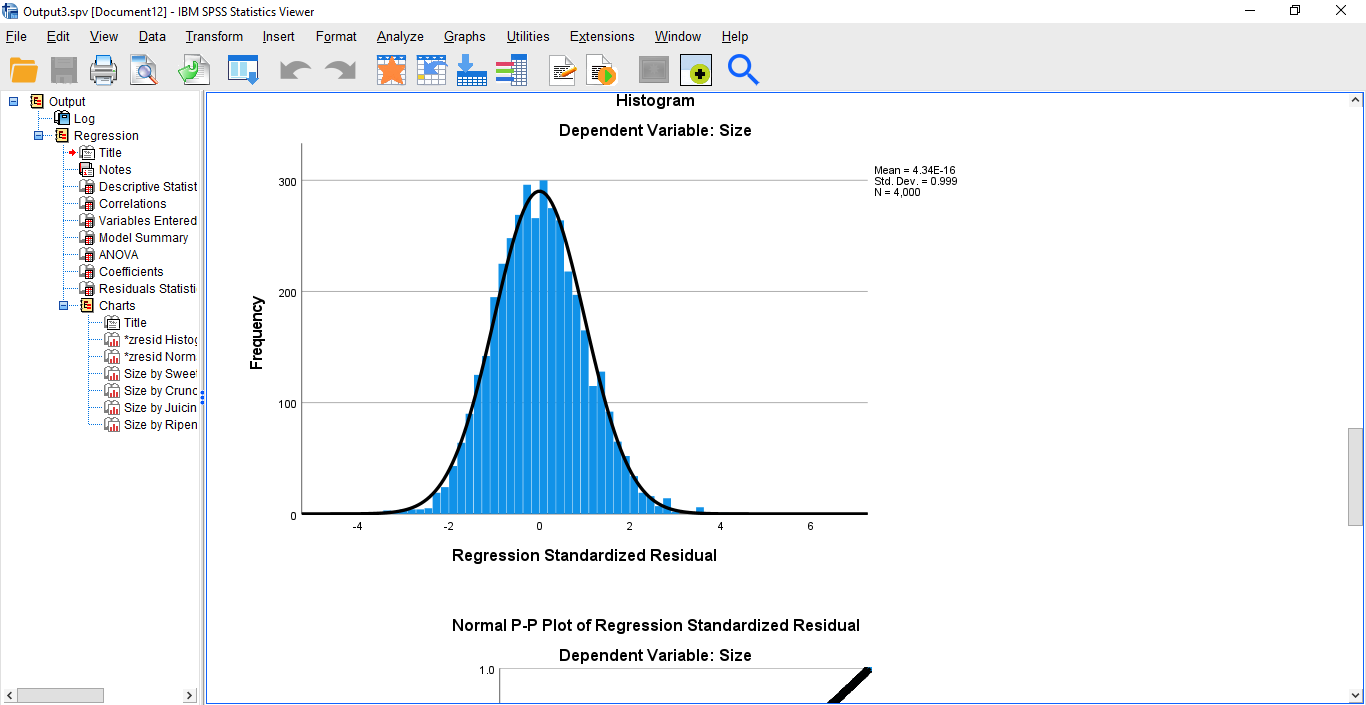 Output3.spv [Document12] - IBM SPSS Statistics Viewer
File Edit View Data Transform Insert Format Analyze Graphs Utilities Extensions Window Help
Output
Log
Regression
Title
Notes
Descriptive Statist
Correlations
Variables Entered
Model Summary
ANOVA
Coefficients
Residuals Statisti
Charts
Title
*zresid Histog
*zresid Norm
Size by Sweet
Size by Crunc
Size by Juicin
Size by Ripen
Histogram
Dependent Variable: Size
Mean = 4.34E-16
Std. Dev. = 0.999
N = 4,000
Frequency
300
200
100
0
-4 -2 0 2 4 6
Regression Standardized Residual
Normal P-P Plot of Regression Standardized Residual
Dependent Variable: Size
1.0